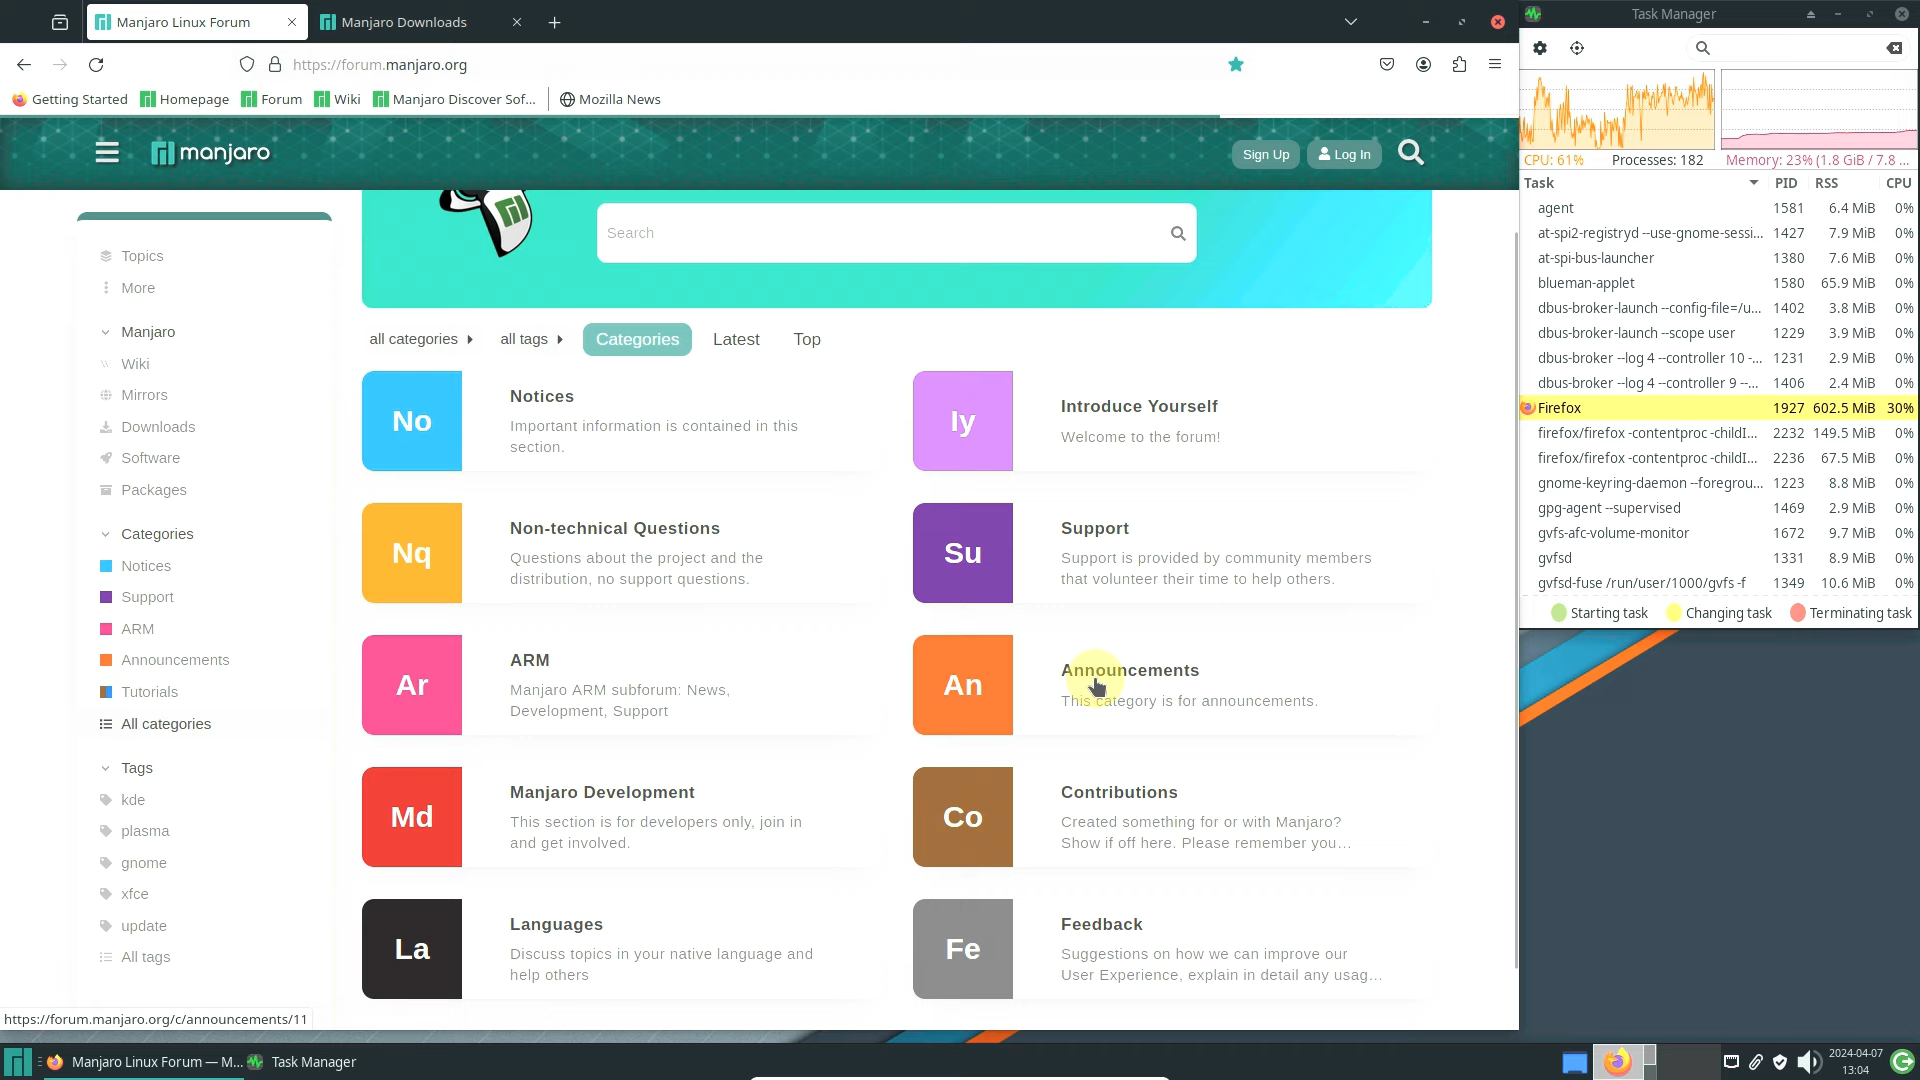 Manjaro Linux Forum
Manjaro Downloads
https://forum.manjaro.org
Getting Started
Homepage
Forum
Wiki
Manjaro Discover Sof...
Mozilla News
manjaro
Sign Up
Log In
Topics
More
Manjaro
Wiki
Mirrors
Downloads
Software
Packages
Categories
Notices
Support
ARM
Announcements
Tutorials
All categories
Tags
kde
plasma
gnome
xfce
update
All tags
Search
all categories
all tags
Categories
Latest
Top
No
Notices
Important information is contained in this
section.
Iy
Introduce Yourself
Welcome to the forum!
Nq
Non-technical Questions
Questions about the project and the
distribution, no support questions.
Su
Support
Support is provided by community members
that volunteer their time to help others.
Ar
ARM
Manjaro ARM subforum: News,
Development, Support
An
Announcements
This category is for announcements.
Md
Manjaro Development
This section is for developers only, join in
and get involved.
Co
Contributions
Created something for or with Manjaro?
Show if off here. Please remember you...
La
Languages
Discuss topics in your native language and
help others
Fe
Feedback
Suggestions on how we can improve our
User Experience, explain in detail any usag...
https://forum.manjaro.org/c/announcements/11
Task Manager
CPU: 61%
Processes: 182
Memory: 23% (1.8 GiB / 7.8 ...
Task PID RSS CPU
agent 1581 6.4 MiB 0%
at-spi2-registryd --use-gnome-sessi... 1427 7.9 MiB 0%
at-spi-bus-launcher 1380 7.6 MiB 0%
blueman-applet 1580 65.9 MiB 0%
dbus-broker-launch --config-file=/u... 1402 3.8 MiB 0%
dbus-broker-launch --scope user 1229 3.9 MiB 0%
dbus-broker --log 4 --controller 10 -... 1231 2.9 MiB 0%
dbus-broker --log 4 --controller 9 --... 1406 2.4 MiB 0%
Firefox 1927 602.5 MiB 30%
firefox/firefox -contentproc -childI... 2232 149.5 MiB 0%
firefox/firefox -contentproc -childI... 2236 67.5 MiB 0%
gnome-keyring-daemon --foregrou... 1223 8.8 MiB 0%
gpg-agent --supervised 1469 2.9 MiB 0%
gvfs-afc-volume-monitor 1672 9.7 MiB 0%
gvfsd 1331 8.9 MiB 0%
gvfsd-fuse /run/user/1000/gvfs -f 1349 10.6 MiB 0%
Starting task
Changing task
Terminating task
Manjaro Linux Forum — M...
Task Manager
2024-04-07
13:04